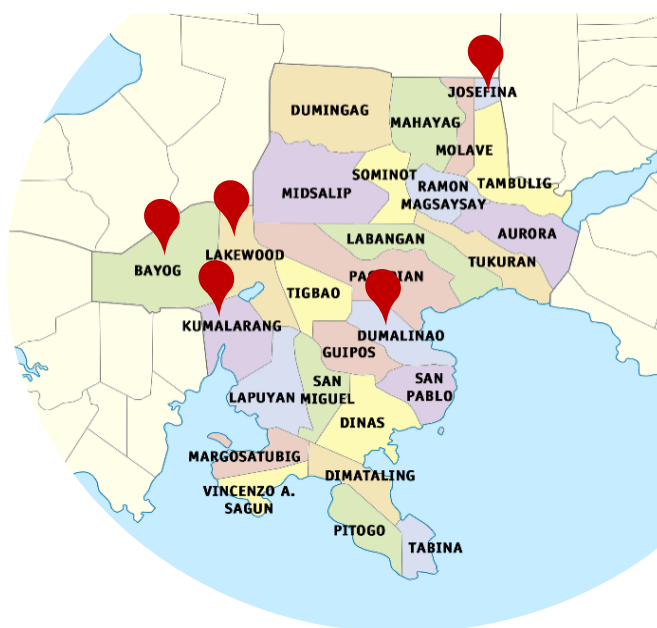 JOSEFINA
DUMINGAG
MAHAYAG
MOLAVE
SOMINOT
RAMON
MAGSAYSAY
TAMBULIG
MIDSALIP
AURORA
LABANGAN
LAKEWOOD
TUKURAN
BAYOG
TIGBAO
KUMALARANG
DUMALINAO
GUIPOS
SAN
MIGUEL
SAN
PABLO
LAPUYAN
DINAS
MARGOSATUBIG
DIMATALING
VINCENZO A.
SAGUN
PITOGO
TABINA